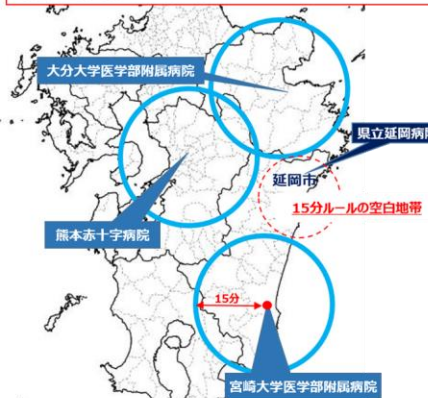 大分大学医学部附属病院
県立延岡病院
延岡市
15分ルールの空白地帯
熊本赤十字病院
15分
宮崎大学医学部附属病院